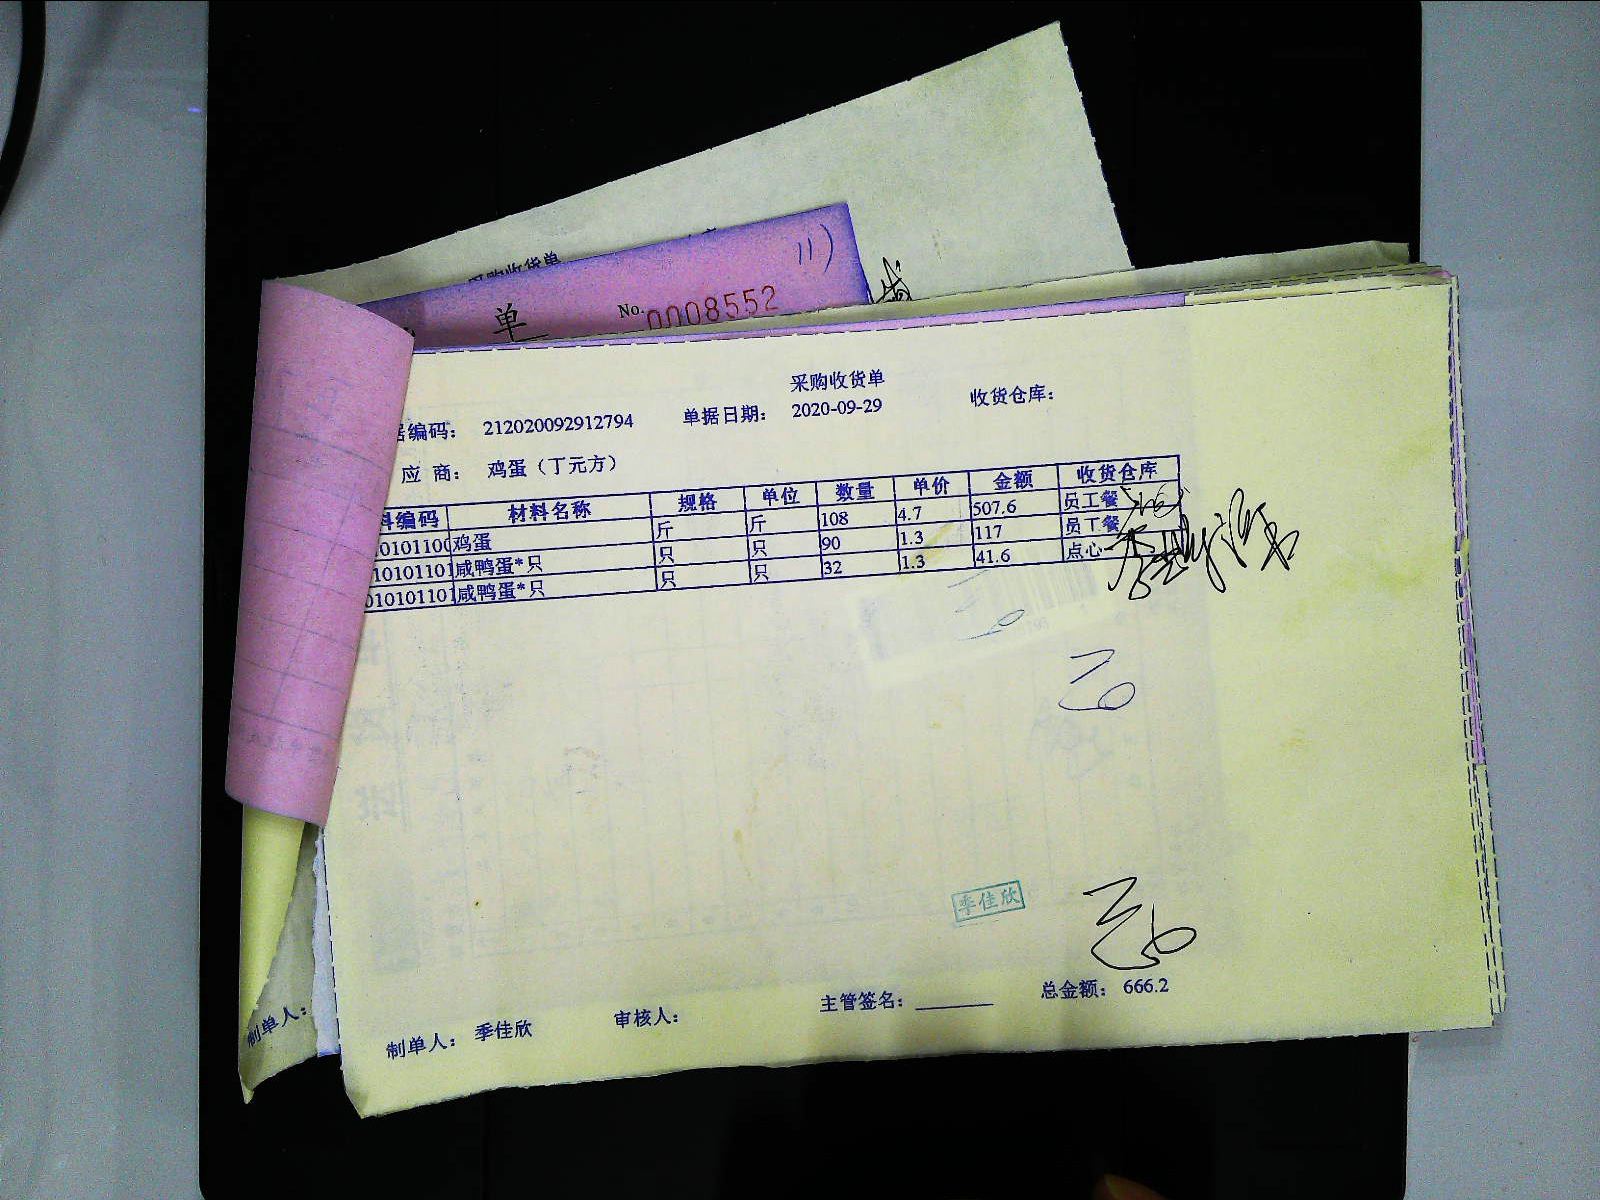 11)
单 No. 0008552
采购收货单
据编码： 212020092912794 单据日期： 2020-09-29 收货仓库：
应 商： 鸡蛋（丁元方）
料编码 材料名称 规格 单位 数量 单价 金额 收货仓库
010101100 鸡蛋 斤 斤 108 4.7 507.6 员工餐
010101101 咸鸭蛋*只 只 只 90 1.3 117 员工餐
010101101 咸鸭蛋*只 只 只 32 1.3 41.6 点心
季佳欣
主管签名： 总金额： 666.2
制单人： 季佳欣 审核人：
制单人：